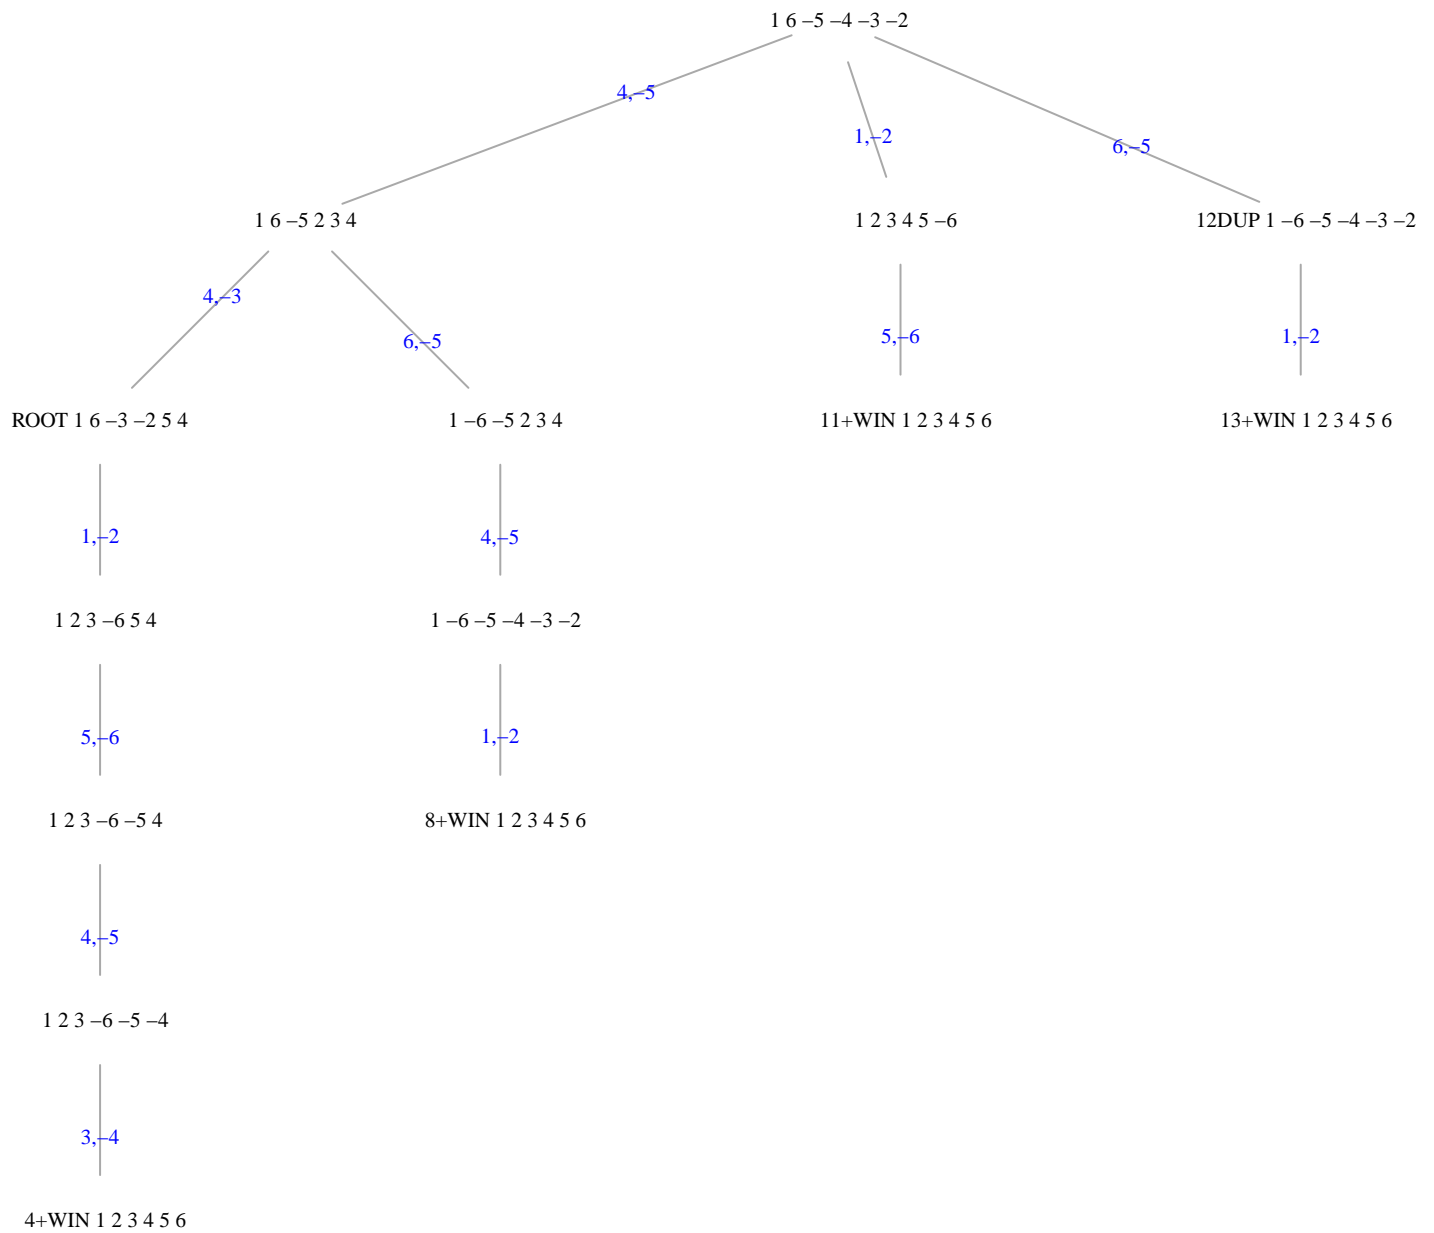 1 6 –5 –4 –3 –2
4,–5
1,–2
6,–5
1 6 –5 2 3 4
1 2 3 4 5 –6
12DUP 1 –6 –5 –4 –3 –2
4,–3
6,–5
5,–6
1,–2
ROOT 1 6 –3 –2 5 4
1 –6 –5 2 3 4
11+WIN 1 2 3 4 5 6
13+WIN 1 2 3 4 5 6
1,–2
4,–5
1 2 3 –6 5 4
1 –6 –5 –4 –3 –2
5,–6
1,–2
1 2 3 –6 –5 4
8+WIN 1 2 3 4 5 6
4,–5
1 2 3 –6 –5 –4
3,–4
4+WIN 1 2 3 4 5 6